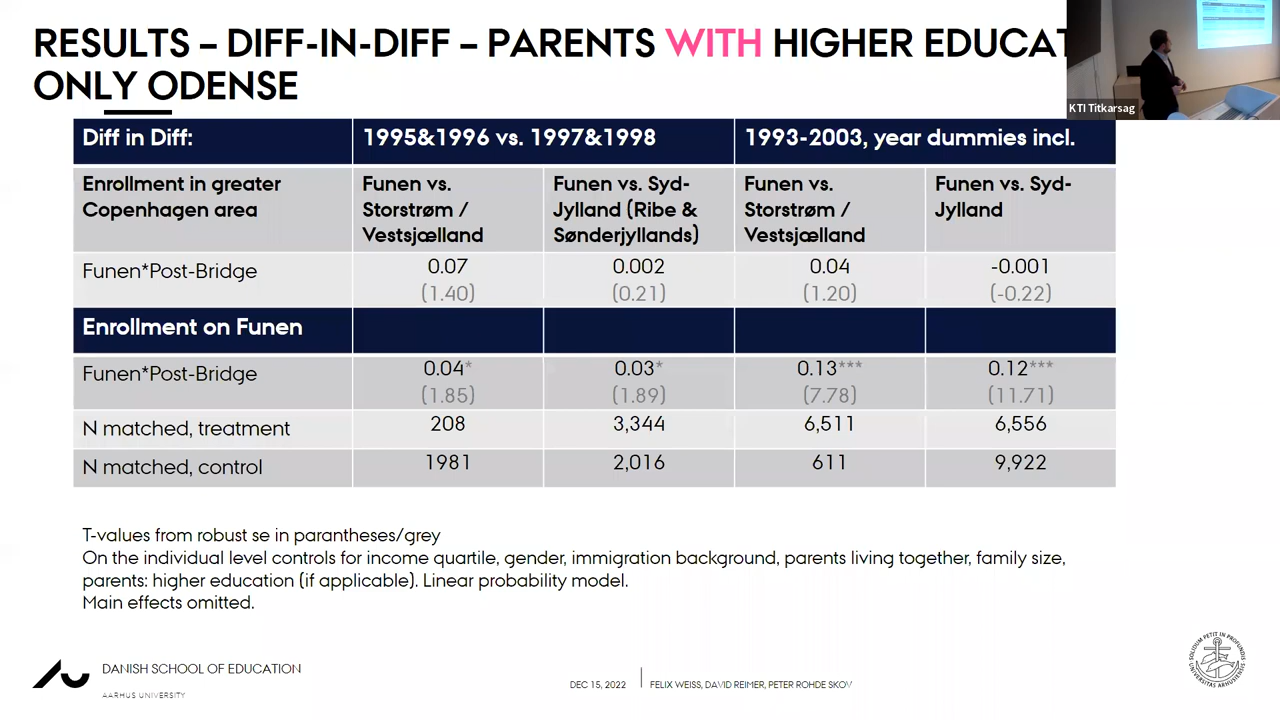 RESULTS – DIFF-IN-DIFF – PARENTS WITH HIGHER EDUCAT
ONLY ODENSE
KTI Titkarsag
Diff in Diff: 1995&1996 vs. 1997&1998 1993-2003, year dummies incl.
Enrollment in greater Copenhagen area Funen vs. Storstrøm / Vestsjælland Funen vs. Syd-Jylland (Ribe & Sønderjyllands) Funen vs. Storstrøm / Vestsjælland Funen vs. Syd-Jylland
Funen*Post-Bridge 0.07 0.002 0.04 -0.001
(1.40) (0.21) (1.20) (-0.22)
Enrollment on Funen
Funen*Post-Bridge 0.04* 0.03* 0.13*** 0.12***
(1.85) (1.89) (7.78) (11.71)
N matched, treatment 208 3,344 6,511 6,556
N matched, control 1981 2,016 611 9,922
T-values from robust se in parantheses/grey
On the individual level controls for income quartile, gender, immigration background, parents living together, family size,
parents: higher education (if applicable). Linear probability model.
Main effects omitted.
DANISH SCHOOL OF EDUCATION
AARHUS UNIVERSITY
DEC 15, 2022 FELIX WEISS, DAVID REIMER, PETER ROHDE SKOV